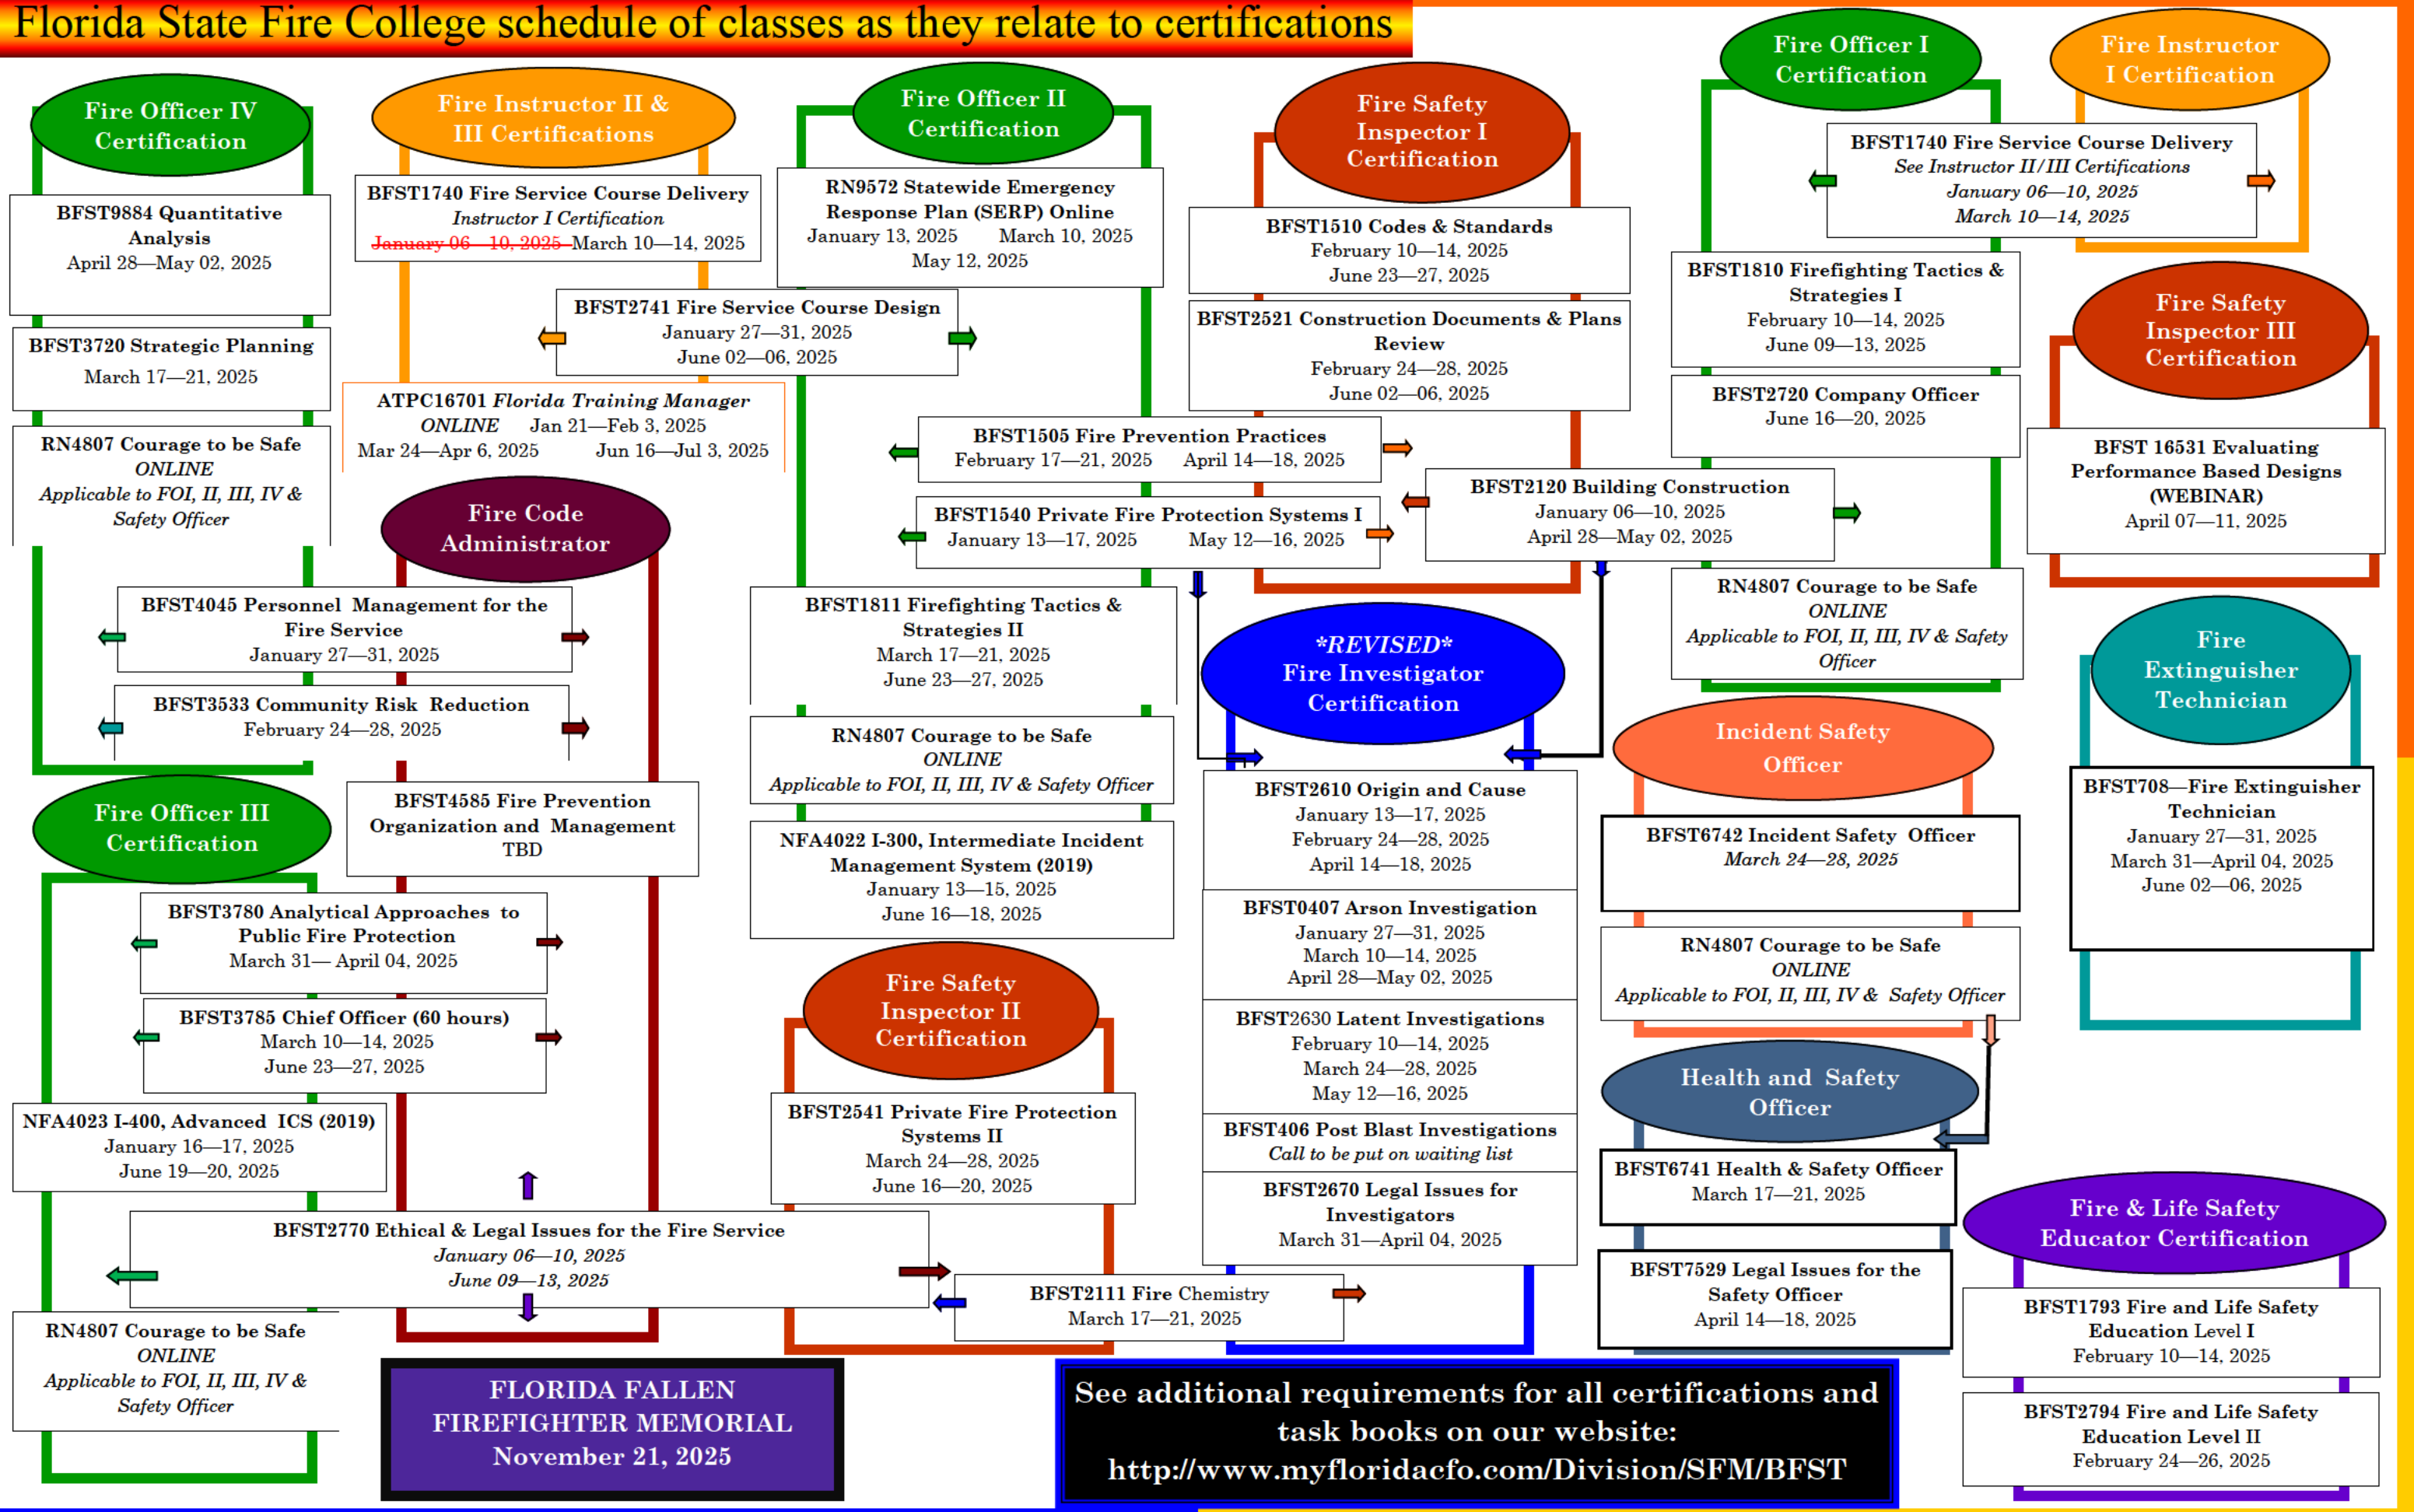 Florida State Fire College schedule of classes as they relate to certifications
Fire Officer IV
Certification
BFST9884 Quantitative
Analysis
April 28—May 02, 2025
BFST3720 Strategic Planning
March 17—21, 2025
RN4807 Courage to be Safe
ONLINE
Applicable to FOI, II, III, IV &
Safety Officer
Fire Instructor II &
III Certifications
BFST1740 Fire Service Course Delivery
Instructor I Certification
January 06—10, 2025 March 10—14, 2025
BFST2741 Fire Service Course Design
January 27—31, 2025
June 02—06, 2025
ATPC16701 Florida Training Manager
ONLINE Jan 21—Feb 3, 2025
Mar 24—Apr 6, 2025 Jun 16—Jul 3, 2025
Fire Code
Administrator
BFST4045 Personnel Management for the
Fire Service
January 27—31, 2025
BFST3533 Community Risk Reduction
February 24—28, 2025
BFST4585 Fire Prevention
Organization and Management
TBD
Fire Officer III
Certification
BFST3780 Analytical Approaches to
Public Fire Protection
March 31— April 04, 2025
BFST3785 Chief Officer (60 hours)
March 10—14, 2025
June 23—27, 2025
NFA4023 I-400, Advanced ICS (2019)
January 16—17, 2025
June 19—20, 2025
BFST2770 Ethical & Legal Issues for the Fire Service
January 06—10, 2025
June 09—13, 2025
RN4807 Courage to be Safe
ONLINE
Applicable to FOI, II, III, IV &
Safety Officer
Fire Officer II
Certification
RN9572 Statewide Emergency
Response Plan (SERP) Online
January 13, 2025 March 10, 2025
May 12, 2025
BFST1505 Fire Prevention Practices
February 17—21, 2025 April 14—18, 2025
BFST1540 Private Fire Protection Systems I
January 13—17, 2025 May 12—16, 2025
BFST1811 Firefighting Tactics &
Strategies II
March 17—21, 2025
June 23—27, 2025
RN4807 Courage to be Safe
ONLINE
Applicable to FOI, II, III, IV & Safety Officer
NFA4022 I-300, Intermediate Incident
Management System (2019)
January 13—15, 2025
June 16—18, 2025
Fire Safety
Inspector II
Certification
BFST2541 Private Fire Protection
Systems II
March 24—28, 2025
June 16—20, 2025
BFST2111 Fire Chemistry
March 17—21, 2025
Fire Safety
Inspector I
Certification
BFST1510 Codes & Standards
February 10—14, 2025
June 23—27, 2025
BFST2521 Construction Documents & Plans
Review
February 24—28, 2025
June 02—06, 2025
BFST2120 Building Construction
January 06—10, 2025
April 28—May 02, 2025
*REVISED*
Fire Investigator
Certification
BFST2610 Origin and Cause
January 13—17, 2025
February 24—28, 2025
April 14—18, 2025
BFST0407 Arson Investigation
January 27—31, 2025
March 10—14, 2025
April 28—May 02, 2025
BFST2630 Latent Investigations
February 10—14, 2025
March 24—28, 2025
May 12—16, 2025
BFST406 Post Blast Investigations
Call to be put on waiting list
BFST2670 Legal Issues for
Investigators
March 31—April 04, 2025
Fire Officer I
Certification
Fire Instructor
I Certification
BFST1740 Fire Service Course Delivery
See Instructor II/III Certifications
January 06—10, 2025
March 10—14, 2025
BFST1810 Firefighting Tactics &
Strategies I
February 10—14, 2025
June 09—13, 2025
BFST2720 Company Officer
June 16—20, 2025
RN4807 Courage to be Safe
ONLINE
Applicable to FOI, II, III, IV & Safety
Officer
Fire Safety
Inspector III
Certification
BFST 16531 Evaluating
Performance Based Designs
(WEBINAR)
April 07—11, 2025
Incident Safety
Officer
BFST6742 Incident Safety Officer
March 24—28, 2025
RN4807 Courage to be Safe
ONLINE
Applicable to FOI, II, III, IV & Safety Officer
Fire
Extinguisher
Technician
BFST708—Fire Extinguisher
Technician
January 27—31, 2025
March 31—April 04, 2025
June 02—06, 2025
Health and Safety
Officer
BFST6741 Health & Safety Officer
March 17—21, 2025
BFST7529 Legal Issues for the
Safety Officer
April 14—18, 2025
Fire & Life Safety
Educator Certification
BFST1793 Fire and Life Safety
Education Level I
February 10—14, 2025
BFST2794 Fire and Life Safety
Education Level II
February 24—26, 2025
FLORIDA FALLEN
FIREFIGHTER MEMORIAL
November 21, 2025
See additional requirements for all certifications and
task books on our website:
http://www.myfloridacfo.com/Division/SFM/BFST